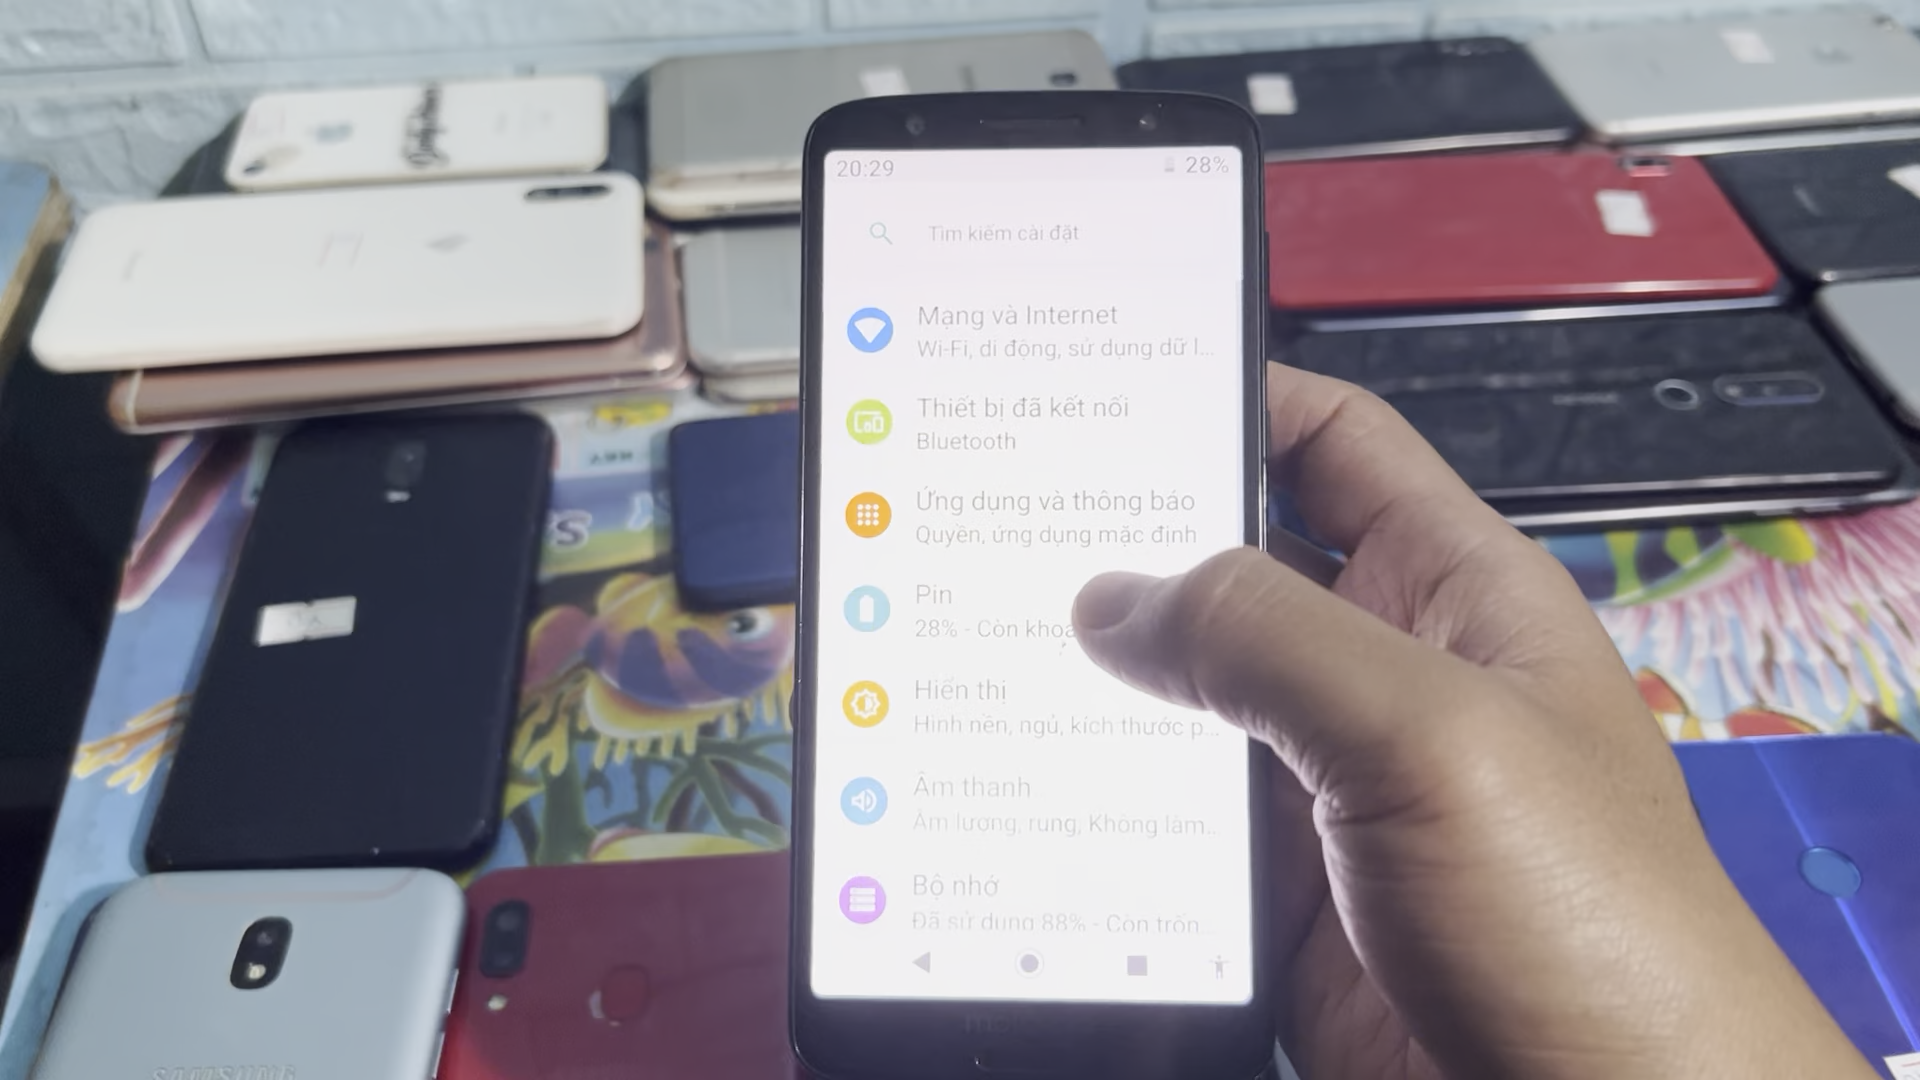 20:29
28%
Tìm kiếm cài đặt
Mạng và Internet
Wi-Fi, di động, sử dụng dữ l...
Thiết bị đã kết nối
Bluetooth
Ứng dụng và thông báo
Quyền, ứng dụng mặc định
Pin
28% - Còn khoả
Hiển thị
Hình nền, ngủ, kích thước p...
Âm thanh
Âm lượng, rung, Không làm...
Bộ nhớ
Đã sử dụng 88% - Còn trốn...
SAMSUNG